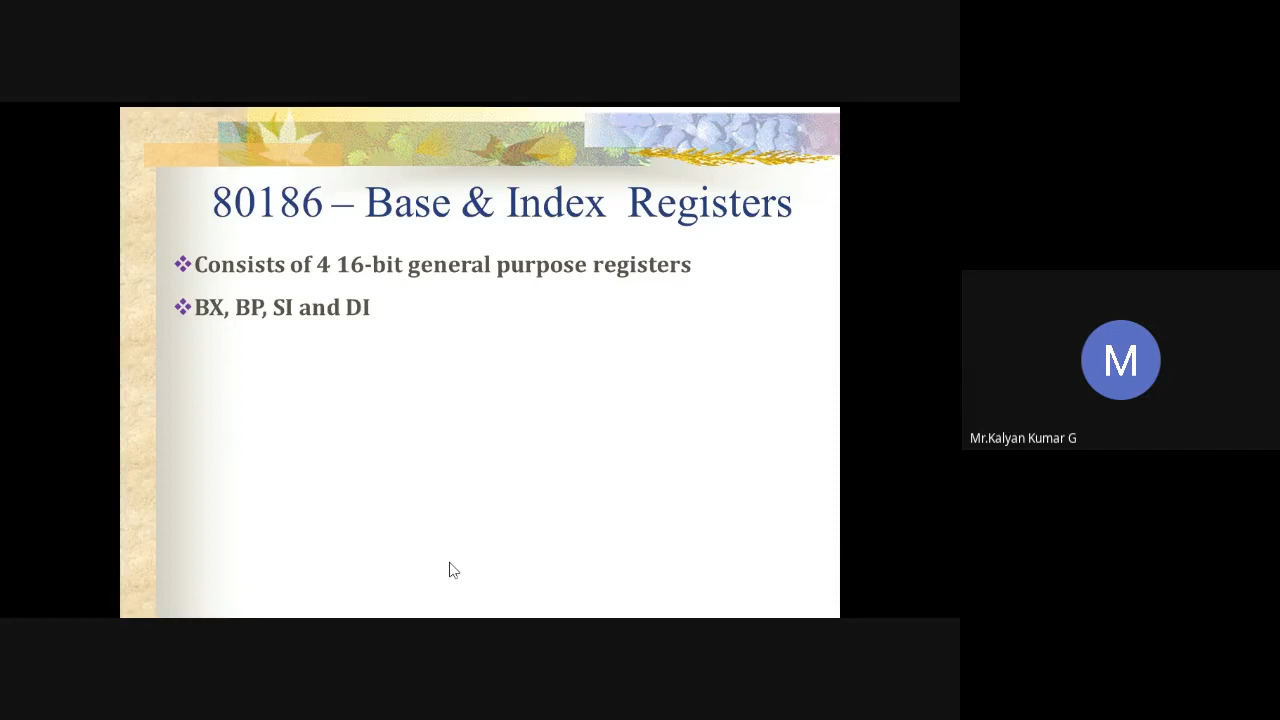 80186 – Base & Index Registers
❖Consists of 4 16-bit general purpose registers
❖BX, BP, SI and DI
M
Mr.Kalyan Kumar G